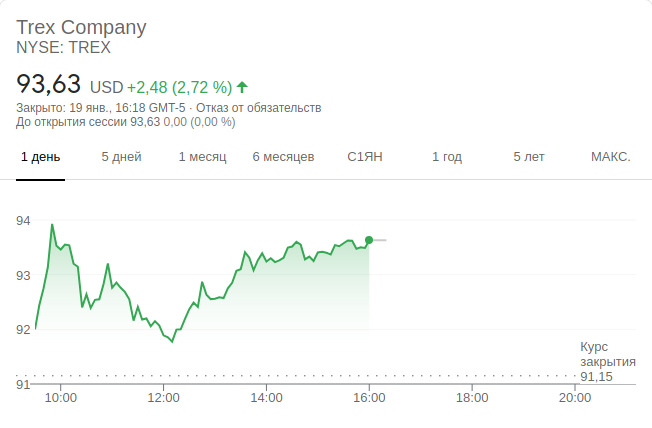 Trex Company
NYSE: TREX
93,63 USD +2,48 (2,72 %)
Закрыто: 19 янв., 16:18 GMT-5 · Отказ от обязательств
До открытия сессии 93,63 0,00 (0,00 %)
1 день 5 дней 1 месяц 6 месяцев С1ЯН 1 год 5 лет МАКС.
94
93
92
Курс
закрытия
91,15
91
10:00 12:00 14:00 16:00 18:00 20:00